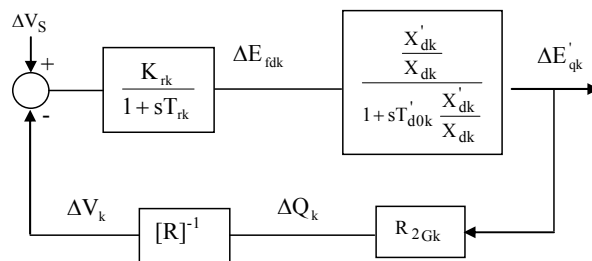 ΔV_S
+
-
K_rk
1 + sT_rk
ΔE_fdk
X'_dk
X_dk
1 + sT'_d0k X'_dk
X_dk
ΔE'_qk
ΔV_k
[R]^-1
ΔQ_k
R_2Gk